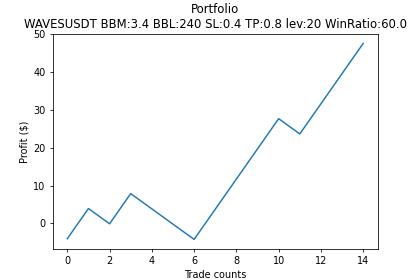 Portfolio
WAVESUSDT BBM:3.4 BBL:240 SL:0.4 TP:0.8 lev:20 WinRatio:60.0
50
40
30
20
10
0
Profit ($)
0 2 4 6 8 10 12 14
Trade counts